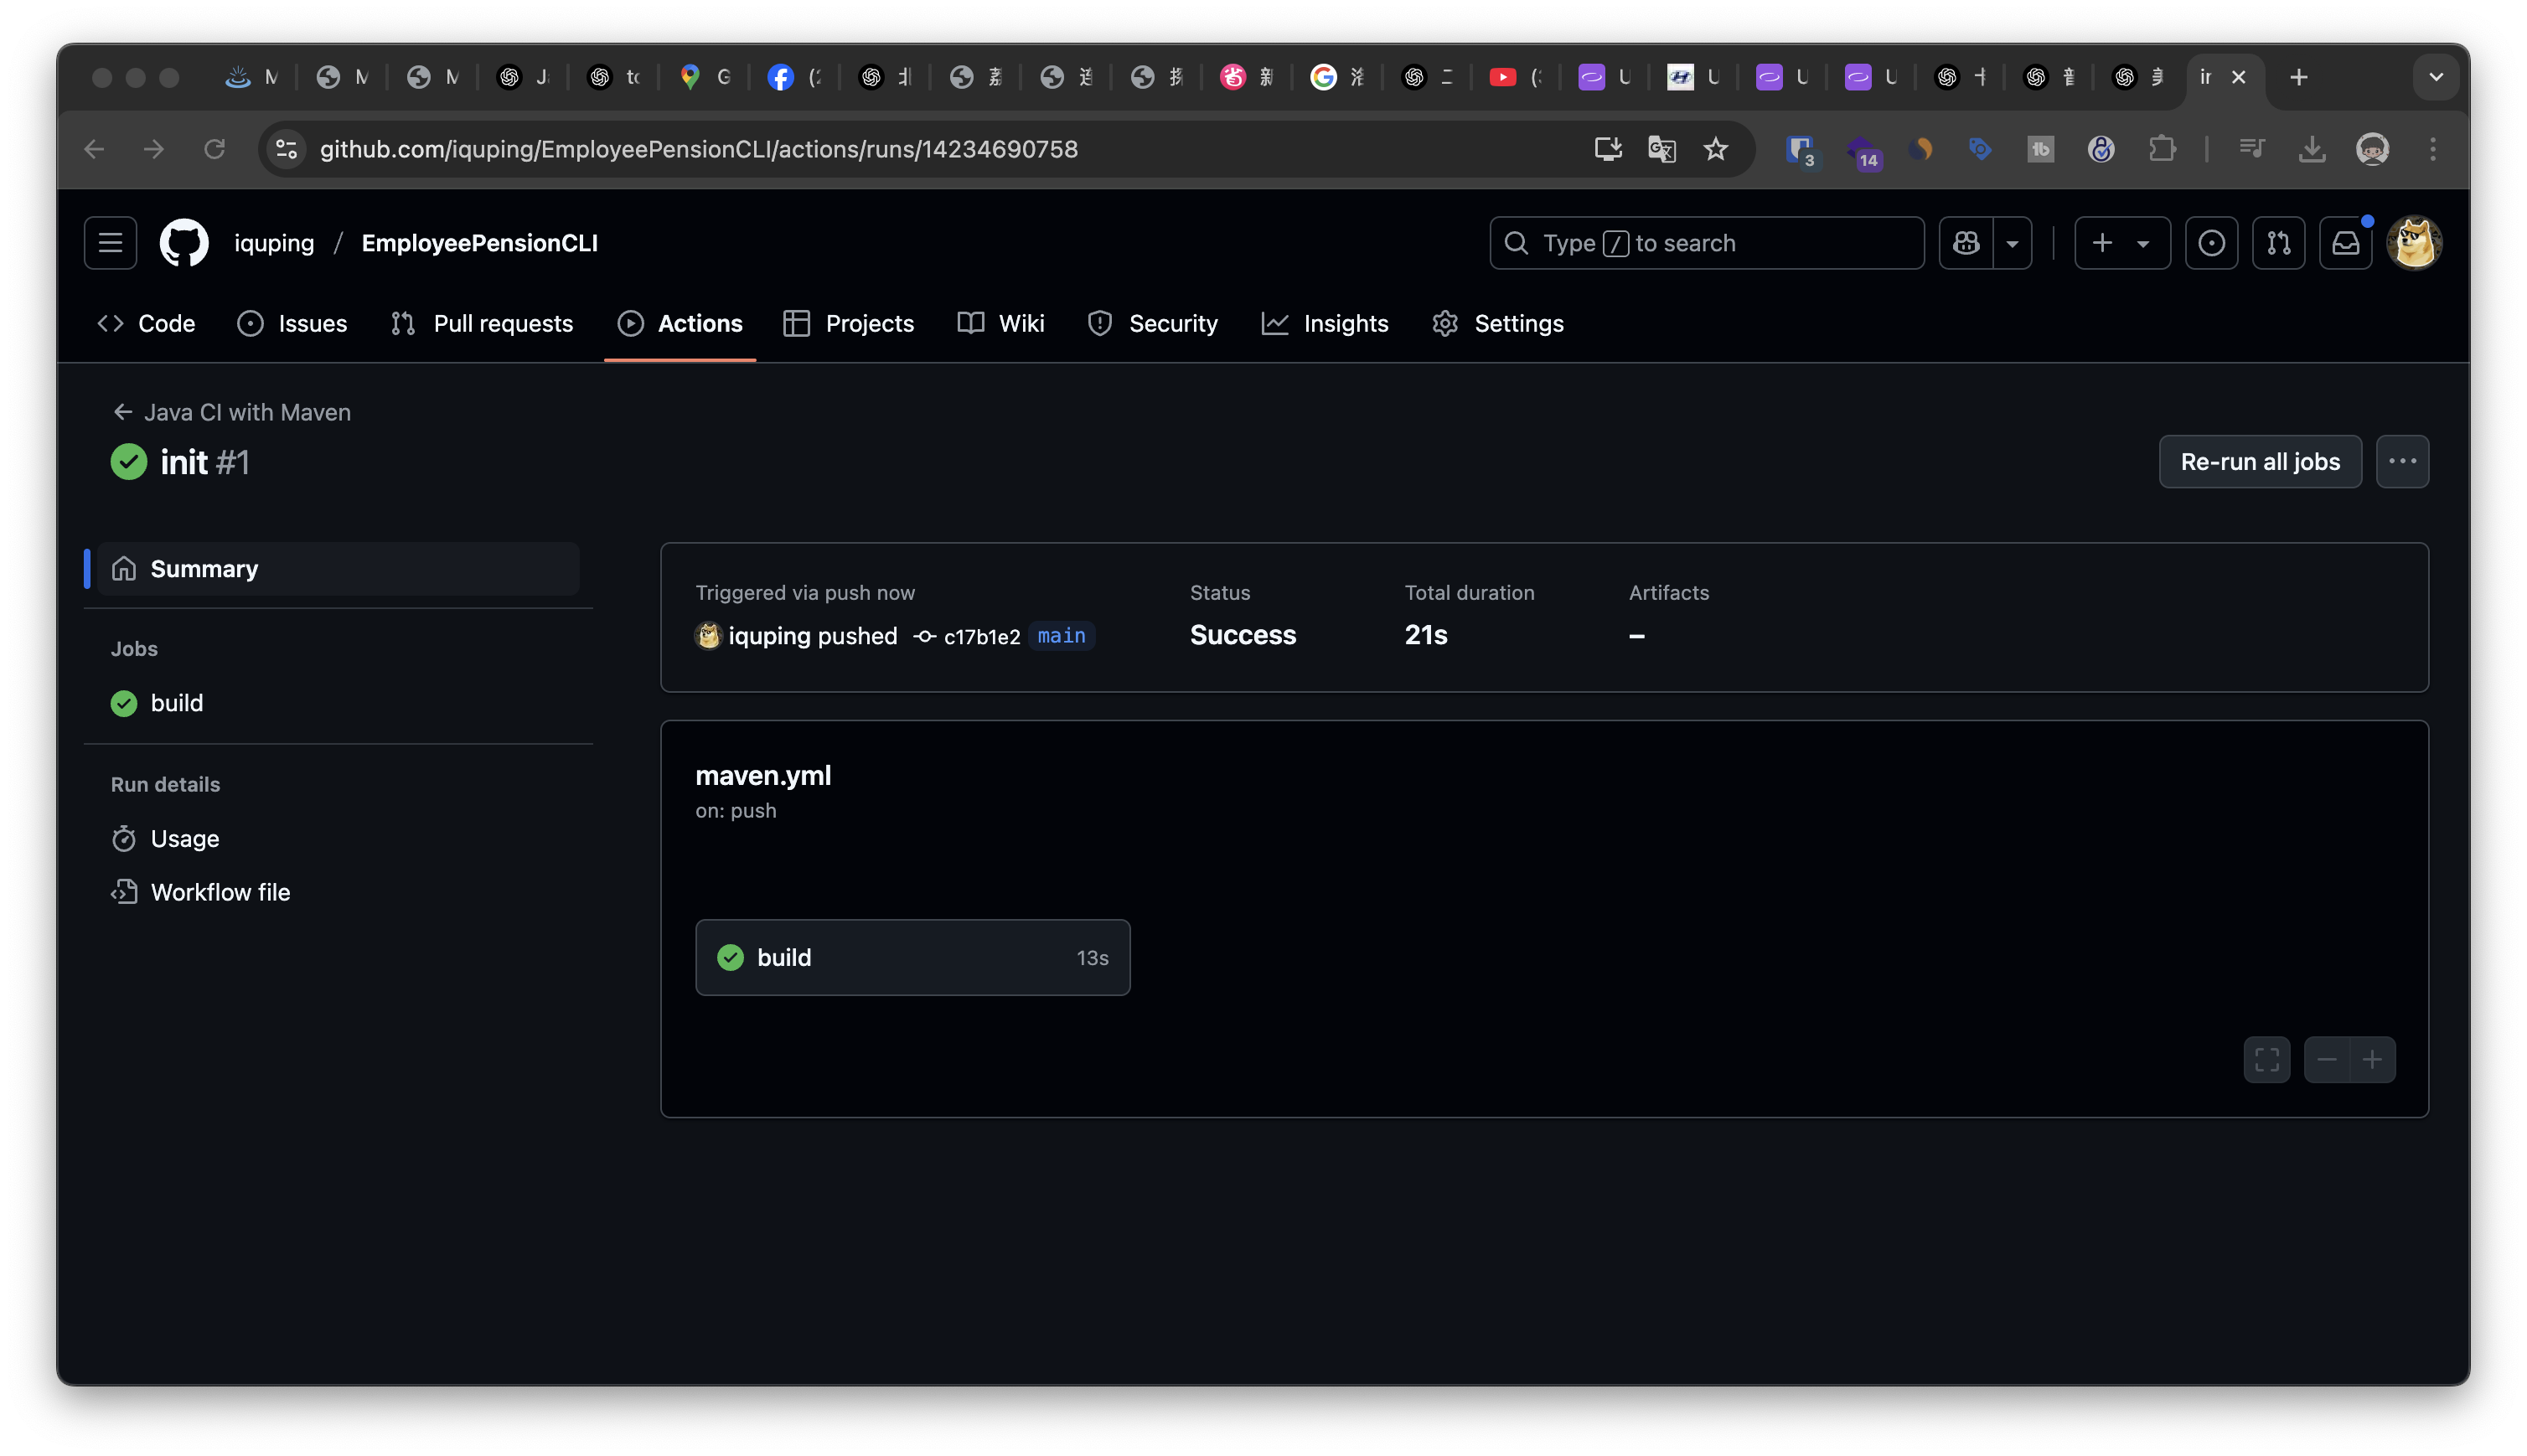 github.com/iquping/EmployeePensionCLI/actions/runs/14234690758
3
14
iquping / EmployeePensionCLI
Type / to search
Code Issues Pull requests Actions Projects Wiki Security Insights Settings
Java CI with Maven
init #1
Re-run all jobs
Summary
Jobs
build
Run details
Usage
Workflow file
Triggered via push now
iquping pushed c17b1e2 main
Status
Success
Total duration
21s
Artifacts
–
maven.yml
on: push
build 13s